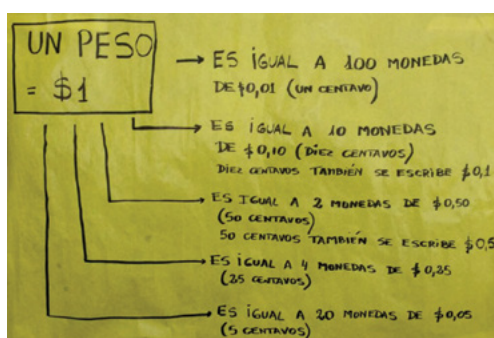 UN PESO
= $1
→ ES IGUAL A 100 MONEDAS
DE $0,01 (UN CENTAVO)
→ ES IGUAL A 10 MONEDAS
DE $0,10 (DIEZ CENTAVOS)
DIEZ CENTAVOS TAMBIÉN SE ESCRIBE $0,1
→ ES IGUAL A 2 MONEDAS DE $0,50
(50 CENTAVOS)
50 CENTAVOS TAMBIÉN SE ESCRIBE $0,5
→ ES IGUAL A 4 MONEDAS DE $0,25
(25 CENTAVOS)
→ ES IGUAL A 20 MONEDAS DE $0,05
(5 CENTAVOS)